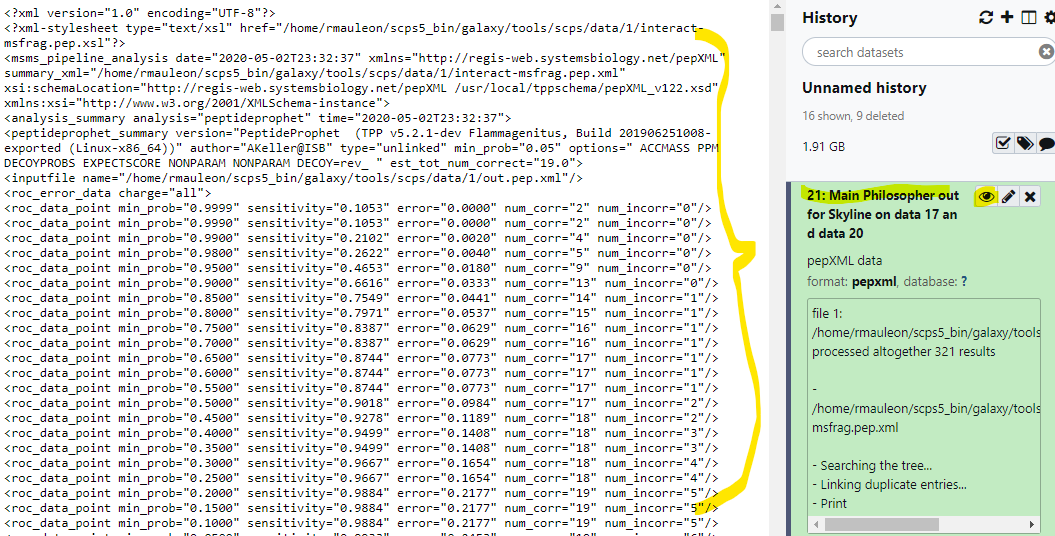 <?xml version="1.0" encoding="UTF-8"?>
<?xml-stylesheet type="text/xsl" href="/home/rmauleon/scps5_bin/galaxy/tools/scps/data/1/interact-
msfrag.pep.xsl"?>
<msms_pipeline_analysis date="2020-05-02T23:32:37" xmlns="http://regis-web.systemsbiology.net/pepXML"
summary_xml="/home/rmauleon/scps5_bin/galaxy/tools/scps/data/1/interact-msfrag.pep.xml"
xsi:schemaLocation="http://regis-web.systemsbiology.net/pepXML /usr/local/tppschema/pepXML_v122.xsd"
xmlns:xsi="http://www.w3.org/2001/XMLSchema-instance">
<analysis_summary analysis="peptideprophet" time="2020-05-02T23:32:37">
<peptideprophet_summary version="PeptideProphet  (TPP v5.2.1-dev Flammagenitus, Build 201906251008-
exported (Linux-x86_64))" author="AKeller@ISB" type="unlinked" min_prob="0.05" options=" ACCMASS PPM
DECOYPROBS EXPECTSCORE NONPARAM NONPARAM DECOY=rev_ " est_tot_num_correct="19.0">
<inputfile name="/home/rmauleon/scps5_bin/galaxy/tools/scps/data/1/out.pep.xml"/>
<roc_error_data charge="all">
<roc_data_point min_prob="0.9999" sensitivity="0.1053" error="0.0000" num_corr="2" num_incorr="0"/>
<roc_data_point min_prob="0.9990" sensitivity="0.1053" error="0.0000" num_corr="2" num_incorr="0"/>
<roc_data_point min_prob="0.9900" sensitivity="0.2102" error="0.0020" num_corr="4" num_incorr="0"/>
<roc_data_point min_prob="0.9800" sensitivity="0.2622" error="0.0040" num_corr="5" num_incorr="0"/>
<roc_data_point min_prob="0.9500" sensitivity="0.4653" error="0.0180" num_corr="9" num_incorr="0"/>
<roc_data_point min_prob="0.9000" sensitivity="0.6616" error="0.0333" num_corr="13" num_incorr="0"/>
<roc_data_point min_prob="0.8500" sensitivity="0.7549" error="0.0441" num_corr="14" num_incorr="1"/>
<roc_data_point min_prob="0.8000" sensitivity="0.7971" error="0.0537" num_corr="15" num_incorr="1"/>
<roc_data_point min_prob="0.7500" sensitivity="0.8387" error="0.0629" num_corr="16" num_incorr="1"/>
<roc_data_point min_prob="0.7000" sensitivity="0.8387" error="0.0629" num_corr="16" num_incorr="1"/>
<roc_data_point min_prob="0.6500" sensitivity="0.8744" error="0.0773" num_corr="17" num_incorr="1"/>
<roc_data_point min_prob="0.6000" sensitivity="0.8744" error="0.0773" num_corr="17" num_incorr="1"/>
<roc_data_point min_prob="0.5500" sensitivity="0.8744" error="0.0773" num_corr="17" num_incorr="1"/>
<roc_data_point min_prob="0.5000" sensitivity="0.9018" error="0.0984" num_corr="17" num_incorr="2"/>
<roc_data_point min_prob="0.4500" sensitivity="0.9278" error="0.1189" num_corr="18" num_incorr="2"/>
<roc_data_point min_prob="0.4000" sensitivity="0.9499" error="0.1408" num_corr="18" num_incorr="3"/>
<roc_data_point min_prob="0.3500" sensitivity="0.9499" error="0.1408" num_corr="18" num_incorr="3"/>
<roc_data_point min_prob="0.3000" sensitivity="0.9667" error="0.1654" num_corr="18" num_incorr="4"/>
<roc_data_point min_prob="0.2500" sensitivity="0.9667" error="0.1654" num_corr="18" num_incorr="4"/>
<roc_data_point min_prob="0.2000" sensitivity="0.9884" error="0.2177" num_corr="19" num_incorr="5"/>
<roc_data_point min_prob="0.1500" sensitivity="0.9884" error="0.2177" num_corr="19" num_incorr="5"/>
<roc_data_point min_prob="0.1000" sensitivity="0.9884" error="0.2177" num_corr="19" num_incorr="5"/>
History
search datasets
Unnamed history
16 shown, 9 deleted
1.91 GB
21: Main Philosopher out
for Skyline on data 17 an
d data 20
pepXML data
format: pepxml, database: ?
file 1:
/home/rmauleon/scps5_bin/galaxy/tools
processed altogether 321 results
-
/home/rmauleon/scps5_bin/galaxy/tools
msfrag.pep.xml
- Searching the tree...
- Linking duplicate entries...
- Print